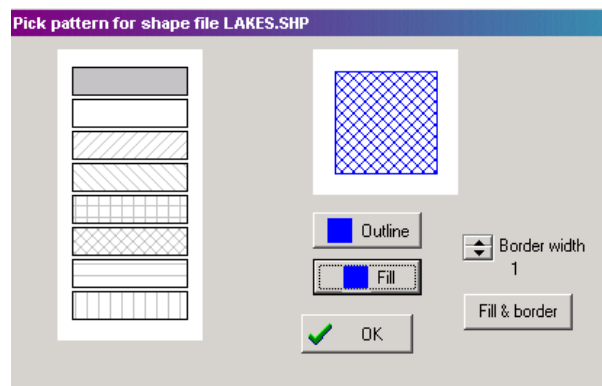 Pick pattern for shape file LAKES.SHP
Outline
Fill
OK
Border width
1
Fill & border